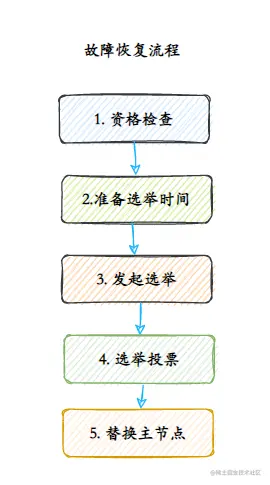 故障恢复流程
1. 资格检查
2.准备选举时间
3. 发起选举
4. 选举投票
5. 替换主节点
@稀土掘金技术社区